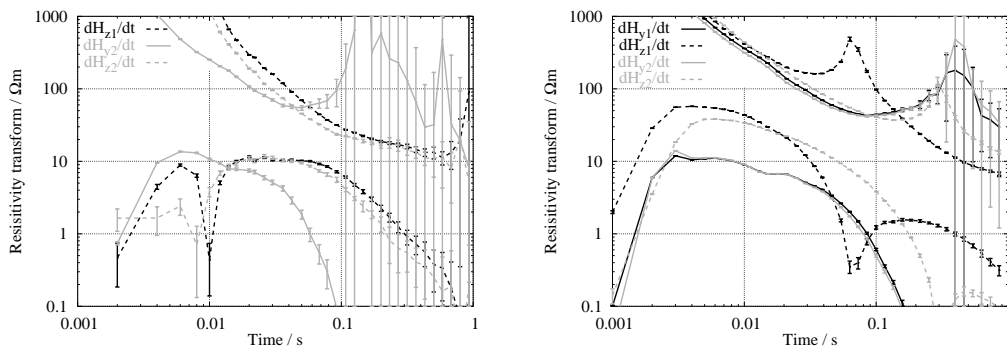 1000
100
10
1
0.1
Resisitivity transform / Ωm
dHz1/dt
dHy2/dt
dHz2/dt
0.001
0.01
0.1
1
Time / s
1000
100
10
1
0.1
Resisitivity transform / Ωm
dHy1/dt
dHz1/dt
dHy2/dt
dHz2/dt
0.001
0.01
0.1
Time / s